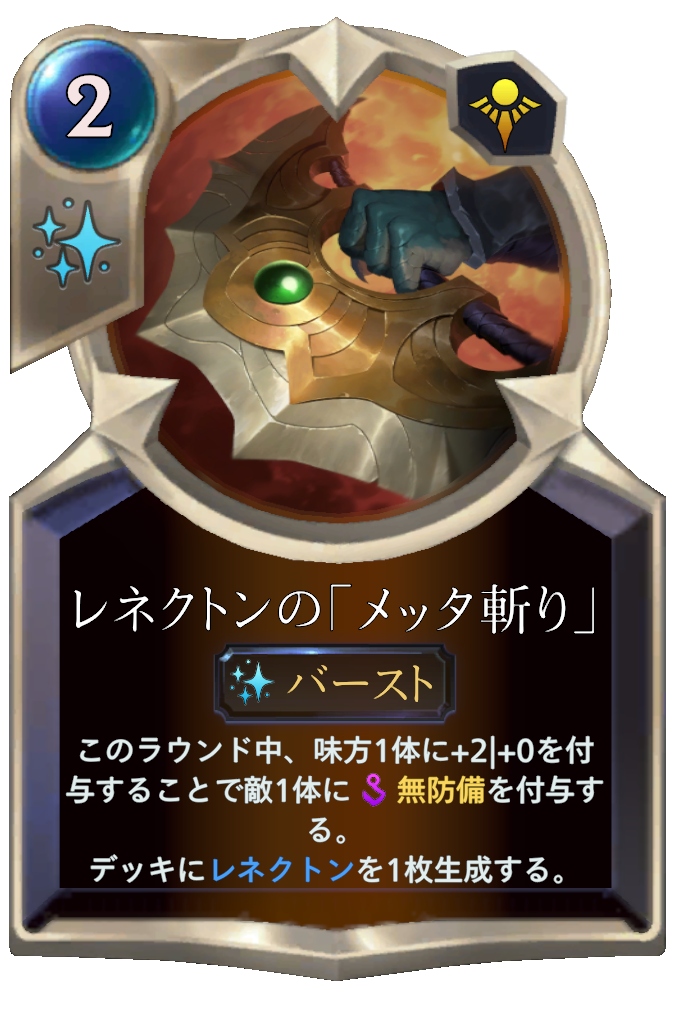 2
レネクトンの「メッタ斬り」
バースト
このラウンド中、味方1体に+2|+0を付
与することで敵1体に 無防備を付与す
る。
デッキにレネクトンを1枚生成する。